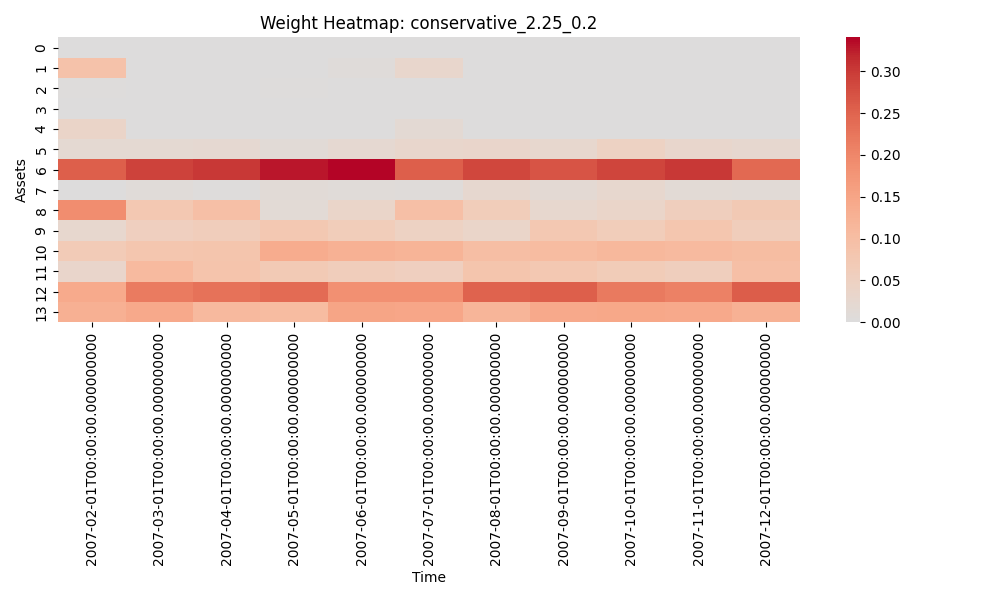 Weight Heatmap: conservative_2.25_0.2
Assets
0
1
2
3
4
5
6
7
8
9
10
11
12
13
2007-02-01T00:00:00.000000000
2007-03-01T00:00:00.000000000
2007-04-01T00:00:00.000000000
2007-05-01T00:00:00.000000000
2007-06-01T00:00:00.000000000
2007-07-01T00:00:00.000000000
2007-08-01T00:00:00.000000000
2007-09-01T00:00:00.000000000
2007-10-01T00:00:00.000000000
2007-11-01T00:00:00.000000000
2007-12-01T00:00:00.000000000
Time
0.30
0.25
0.20
0.15
0.10
0.05
0.00